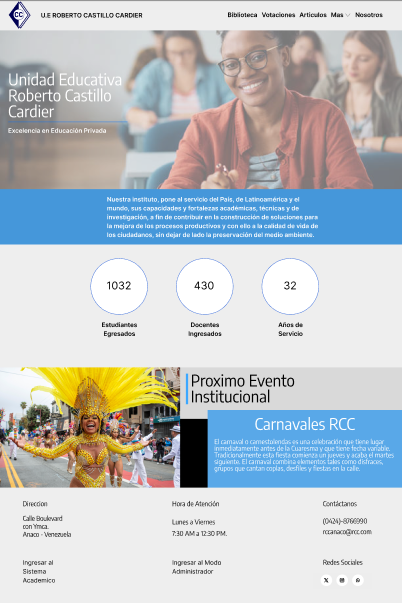 CC
U.E ROBERTO CASTILLO CARDIER
Biblioteca Votaciones Articulos Mas Nosotros
Unidad Educativa
Roberto Castillo
Cardier
Excelencia en Educación Privada
Nuestra instituto, pone al servicio del País, de Latinoamérica y el
mundo, sus capacidades y fortalezas académicas, técnicas y de
investigación, a fin de contribuir en la construcción de soluciones para
la mejora de los procesos productivos y con ello a la calidad de vida de
los ciudadanos, sin dejar de lado la preservación del medio ambiente.
1032
430
32
Estudiantes
Egresados
Docentes
Ingresados
Años de
Servicio
Proximo Evento
Institucional
Carnavales RCC
El carnaval o carnestolendas es una celebración que tiene lugar
inmediatamente antes de la Cuaresma y que tiene fecha variable.
Tradicionalmente esta fiesta comienza un jueves y acaba el martes
siguiente. El carnaval combina elementos tales como disfraces,
grupos que cantan coplas, desfiles y fiestas en la calle.
Direccion
Calle Boulevard
con Ymca.
Anaco - Venezuela
Hora de Atención
Lunes a Viernes
7:30 AM a 12:30 PM.
Contáctanos
(0424)-8766990
rccanaco@rcc.com
Ingresar al
Sistema
Academico
Ingresar al Modo
Administrador
Redes Sociales